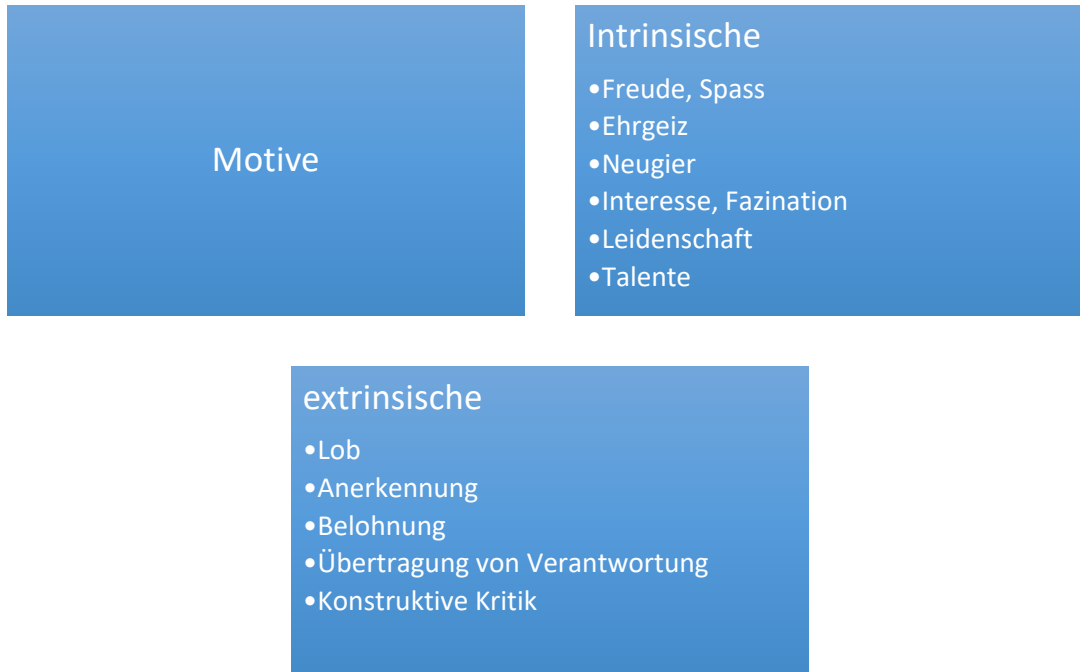 Motive
Intrinsische
•Freude, Spass
•Ehrgeiz
•Neugier
•Interesse, Fazination
•Leidenschaft
•Talente
extrinsische
•Lob
•Anerkennung
•Belohnung
•Übertragung von Verantwortung
•Konstruktive Kritik